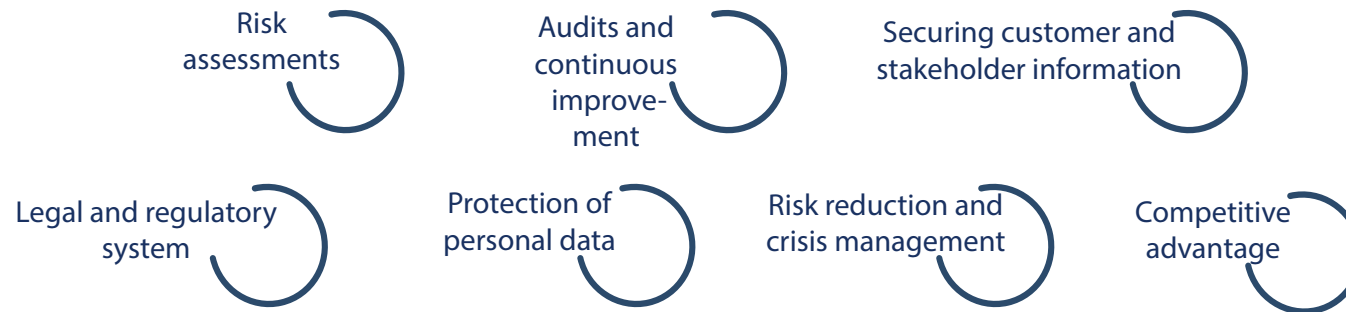 Risk
assessments
Audits and
continuous
improve-
ment
Securing customer and
stakeholder information
Legal and regulatory
system
Protection of
personal data
Risk reduction and
crisis management
Competitive
advantage